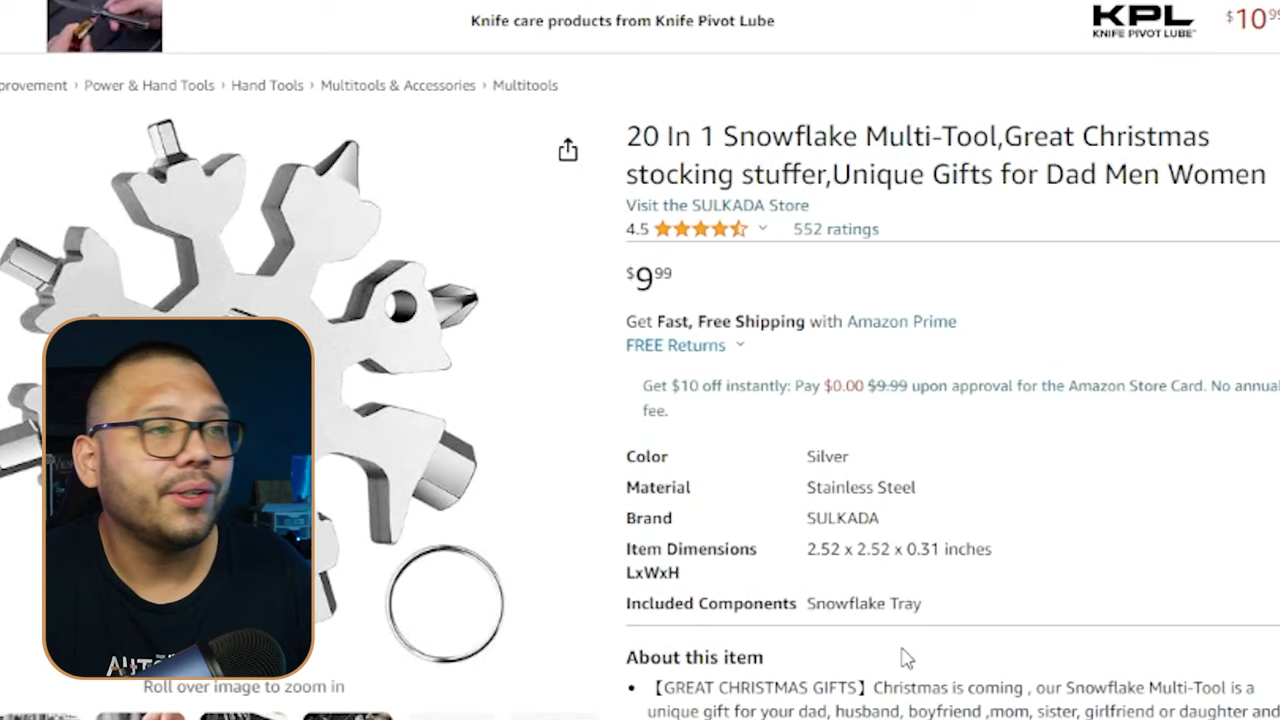 Knife care products from Knife Pivot Lube
KPL
KNIFE PIVOT LUBE
$10
Power & Hand Tools › Hand Tools › Multitools & Accessories › Multitools
20 In 1 Snowflake Multi-Tool,Great Christmas
stocking stuffer,Unique Gifts for Dad Men Women
Visit the SULKADA Store
4.5 552 ratings
$9 99
Get Fast, Free Shipping with Amazon Prime
FREE Returns
Get $10 off instantly: Pay $0.00 $9.99 upon approval for the Amazon Store Card. No annual
fee.
Color Silver
Material Stainless Steel
Brand SULKADA
Item Dimensions 2.52 x 2.52 x 0.31 inches
LxWxH
Included Components Snowflake Tray
About this item
• 【GREAT CHRISTMAS GIFTS】Christmas is coming , our Snowflake Multi-Tool is a
unique gift for your dad, husband, boyfriend ,mom, sister, girlfriend or daughter and
Roll over image to zoom in